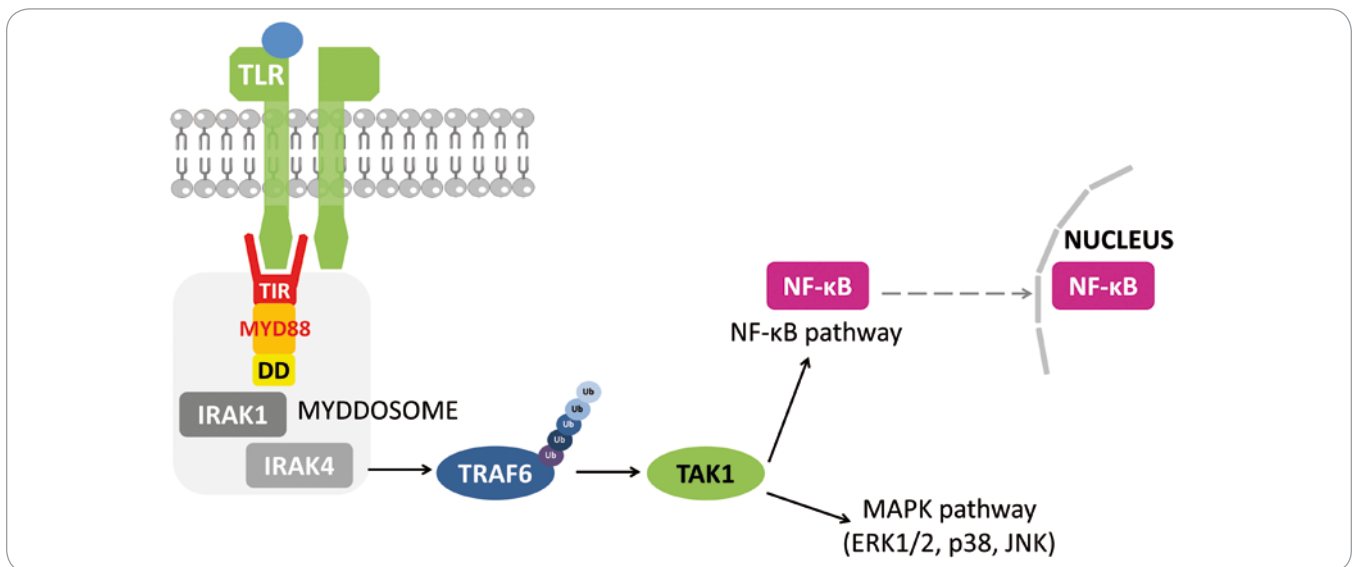 TLR
TIR
MYD88
DD
IRAK1
MYDDOSOME
IRAK4
TRAF6
Ub
Ub
Ub
Ub
Ub
TAK1
NF-κB
NF-κB pathway
NUCLEUS
NF-κB
MAPK pathway
(ERK1/2, p38, JNK)